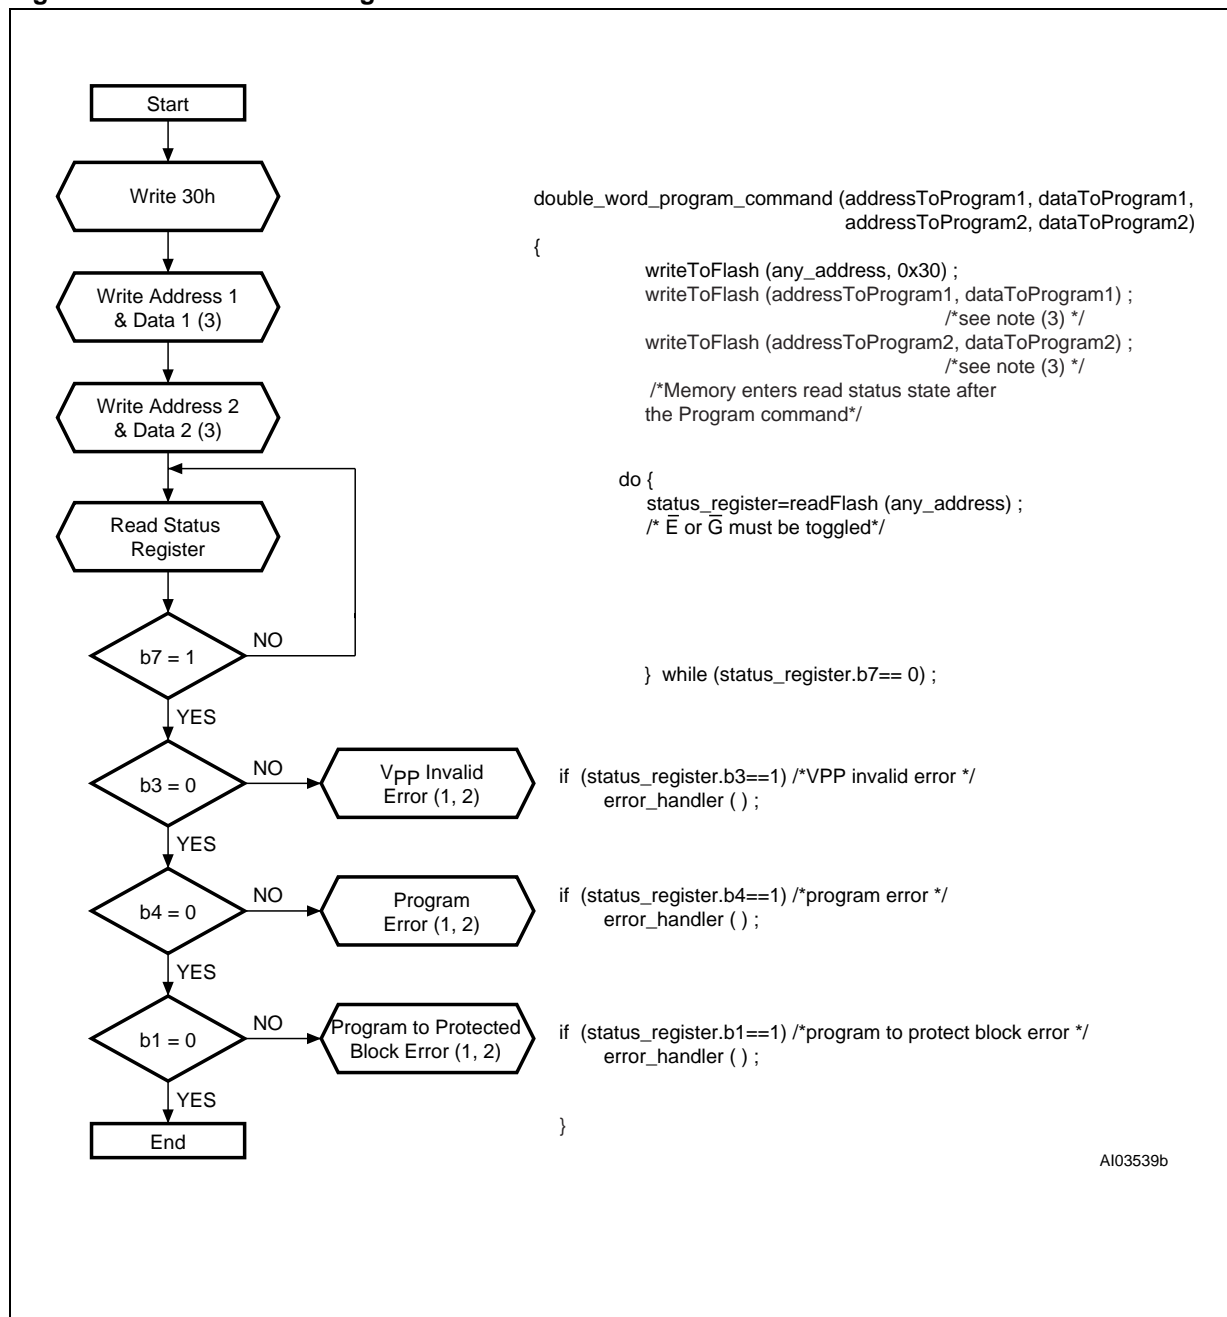 Start
Write 30h
Write Address 1
& Data 1 (3)
Write Address 2
& Data 2 (3)
Read Status
Register
NO
b7 = 1
YES
NO
b3 = 0
VPP Invalid
Error (1, 2)
YES
NO
b4 = 0
Program
Error (1, 2)
YES
NO
b1 = 0
Program to Protected
Block Error (1, 2)
YES
End
double_word_program_command (addressToProgram1, dataToProgram1,
addressToProgram2, dataToProgram2)
{
writeToFlash (any_address, 0x30) ;
writeToFlash (addressToProgram1, dataToProgram1) ;
/*see note (3) */
writeToFlash (addressToProgram2, dataToProgram2) ;
/*see note (3) */
/*Memory enters read status state after
the Program command*/
do {
status_register=readFlash (any_address) ;
/* E̅ or G̅ must be toggled*/
} while (status_register.b7== 0) ;
if (status_register.b3==1) /*VPP invalid error */
error_handler ( ) ;
if (status_register.b4==1) /*program error */
error_handler ( ) ;
if (status_register.b1==1) /*program to protect block error */
error_handler ( ) ;
}
AI03539b